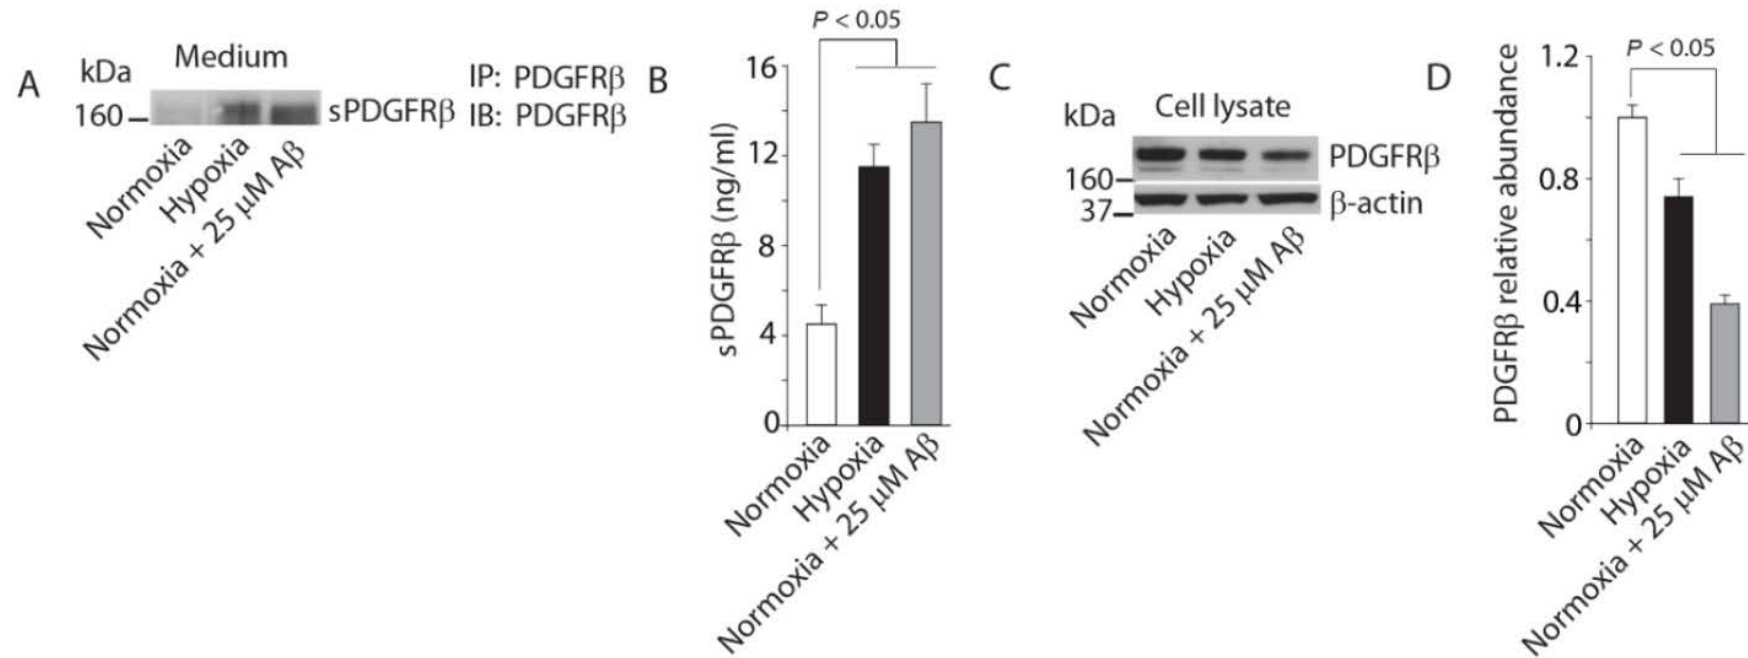 A
kDa
Medium
160
sPDGFRβ
IP: PDGFRβ
IB: PDGFRβ
Normoxia
Hypoxia
Normoxia + 25 μM Aβ
B
P < 0.05
sPDGFRβ (ng/ml)
16
12
8
4
0
Normoxia
Hypoxia
Normoxia + 25 μM Aβ
C
kDa
Cell lysate
PDGFRβ
160
β-actin
37
Normoxia
Hypoxia
Normoxia + 25 μM Aβ
D
P < 0.05
PDGFRβ relative abundance
1.2
0.8
0.4
0
Normoxia
Hypoxia
Normoxia + 25 μM Aβ